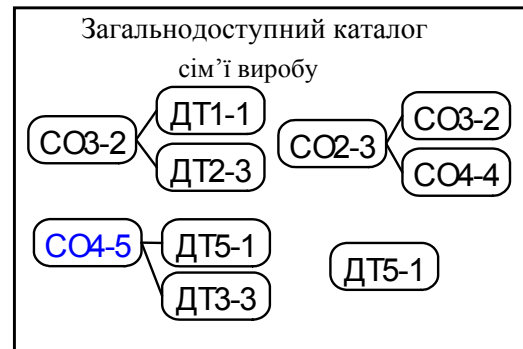 Загальнодоступний каталог
сім’ї виробу
СО3-2
ДТ1-1
ДТ2-3
СО2-3
СО3-2
СО4-4
СО4-5
ДТ5-1
ДТ3-3
ДТ5-1